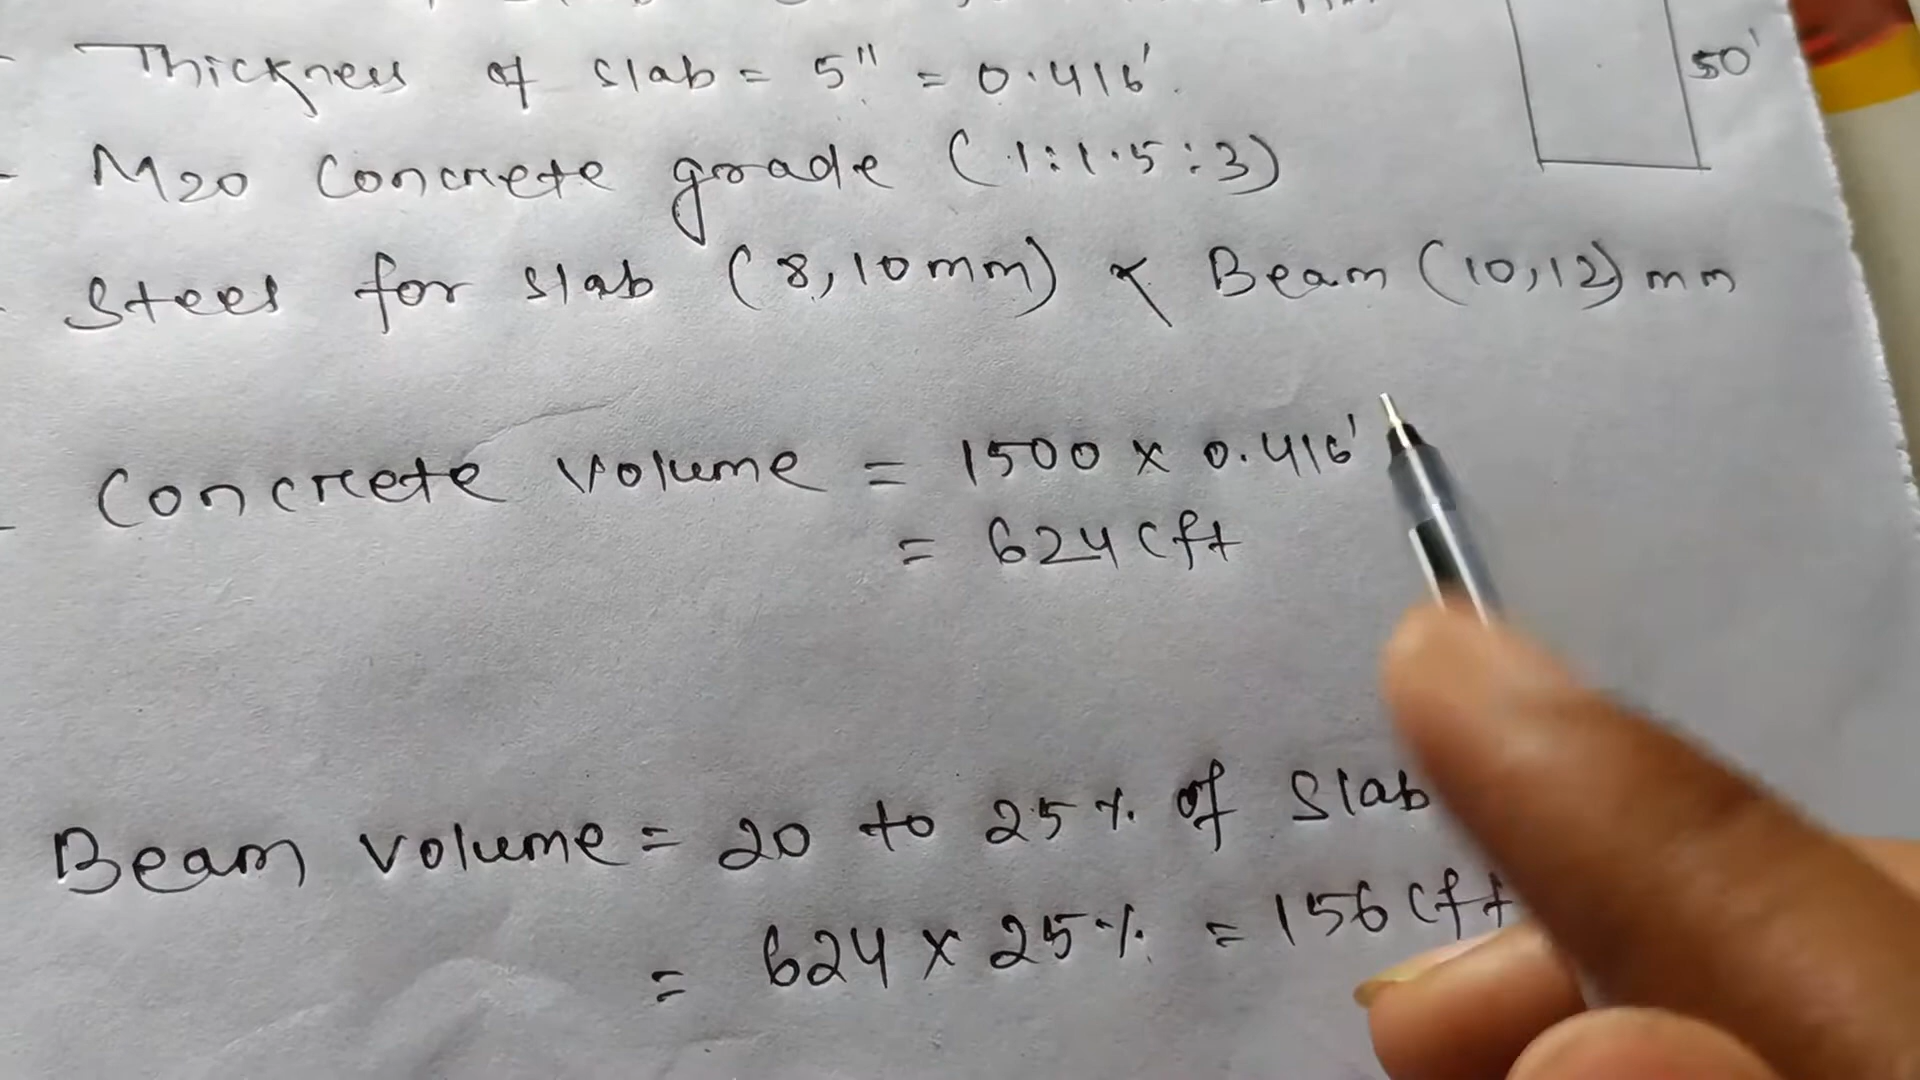 Thickness of slab = 5" = 0.416'
50'
M20 Concrete grade (1:1.5:3)
Steel for slab (8,10mm) & Beam (10,12) mm
Concrete volume = 1500 x 0.416'
= 624 cft
Beam volume = 20 to 25% of Slab
= 624 x 25% = 156 cft